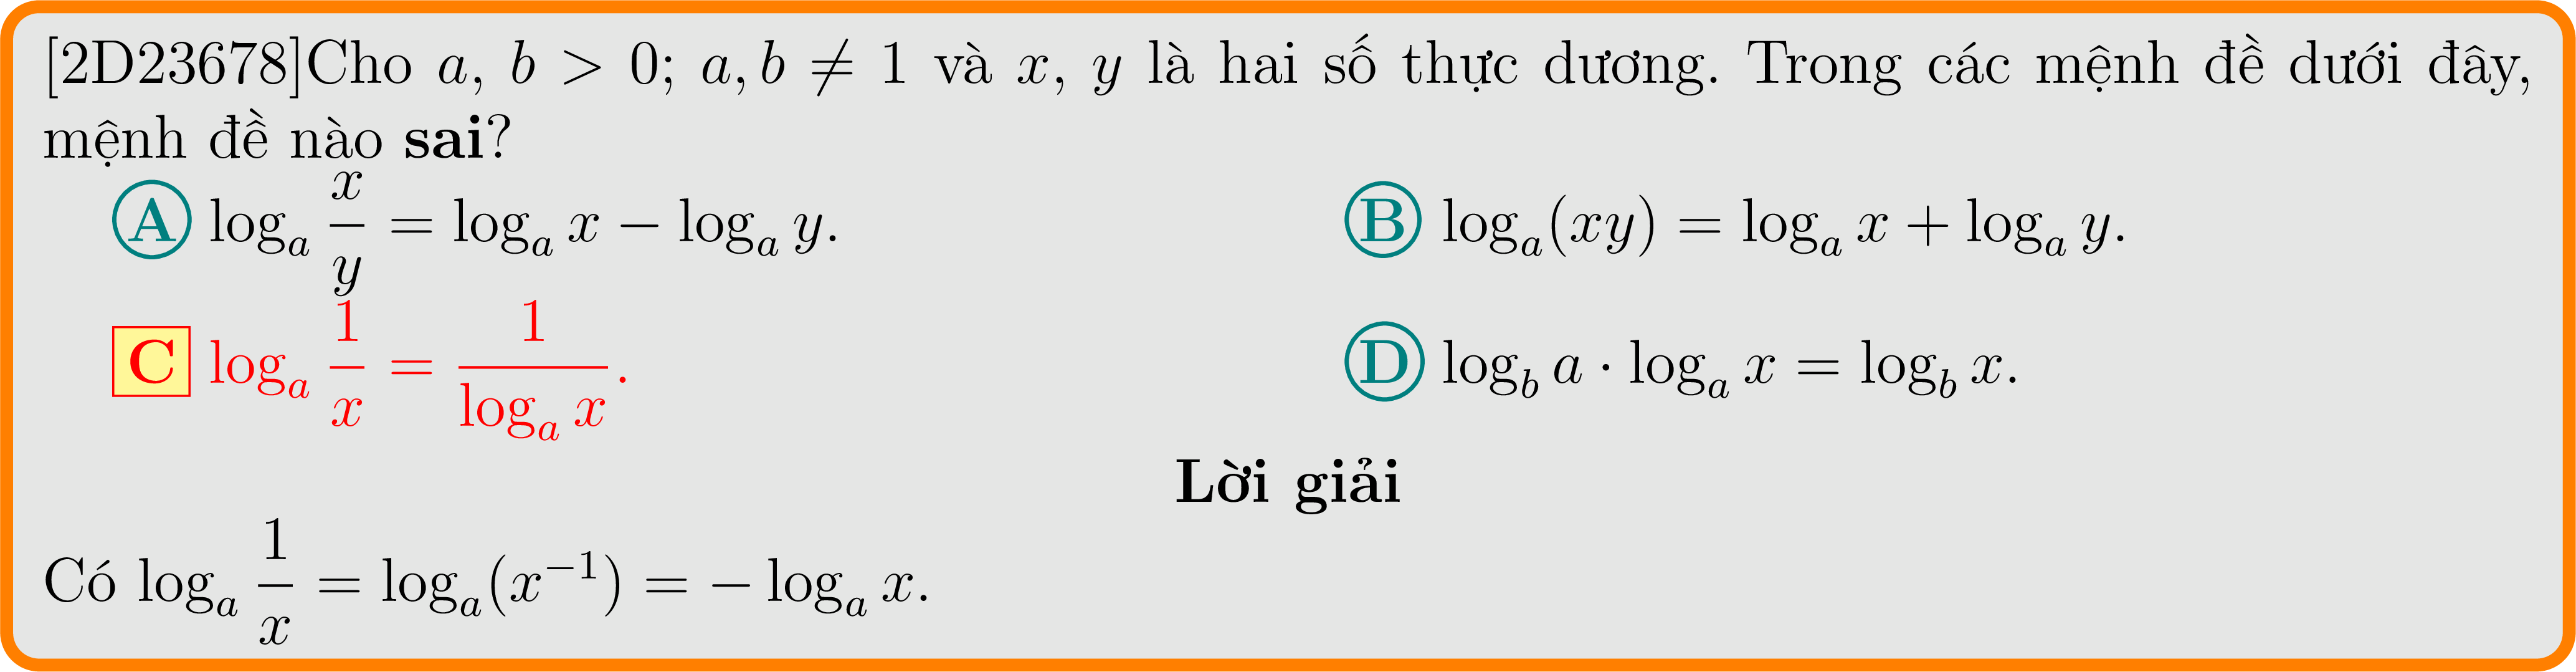 [2D23678]Cho a, b > 0; a, b ≠ 1 và x, y là hai số thực dương. Trong các mệnh đề dưới đây,
mệnh đề nào sai?
A log_a \frac{x}{y} = log_a x − log_a y.
B log_a(xy) = log_a x + log_a y.
C log_a \frac{1}{x} = \frac{1}{log_a x}.
D log_b a · log_a x = log_b x.
Lời giải
Có log_a \frac{1}{x} = log_a(x^{−1}) = − log_a x.